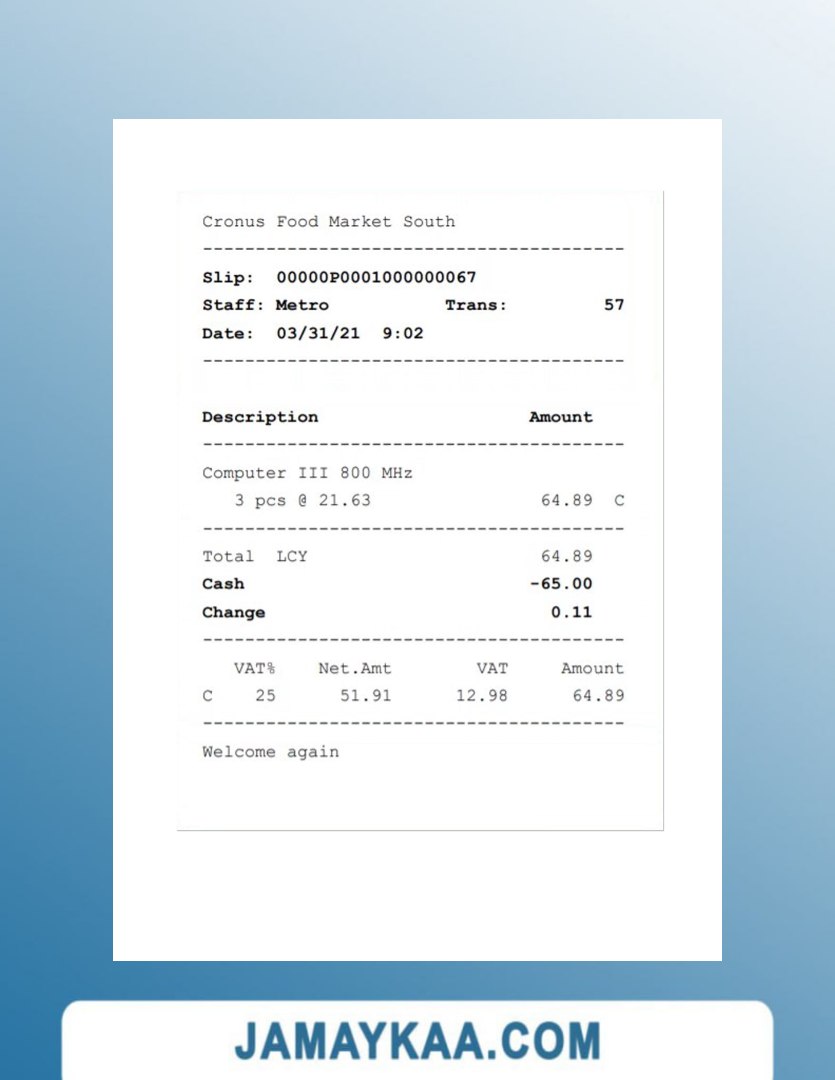 Cronus Food Market South
----------------------------------------
Slip: 00000P0001000000067
Staff: Metro Trans: 57
Date: 03/31/21 9:02
----------------------------------------
Description Amount
----------------------------------------
Computer III 800 MHz
3 pcs @ 21.63 64.89 C
----------------------------------------
Total LCY 64.89
Cash -65.00
Change 0.11
----------------------------------------
VAT% Net.Amt VAT Amount
C 25 51.91 12.98 64.89
----------------------------------------
Welcome again
JAMAYKAA.COM